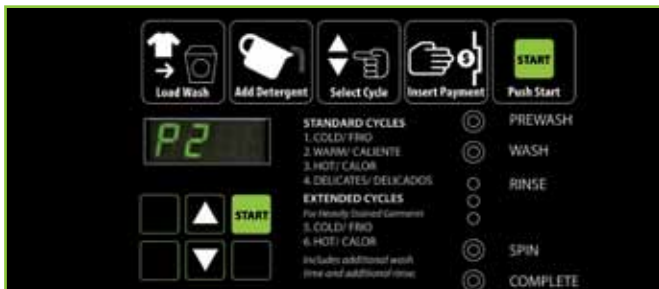 Load Wash
Add Detergent
Select Cycle
Insert Payment
START
Push Start
P2
STANDARD CYCLES
1. COLD/ FRIO
2. WARM/ CALIENTE
3. HOT/ CALOR
4. DELICATES/ DELICADOS
EXTENDED CYCLES
For Heavily Stained Garments
5. COLD/ FRIO
6. HOT/ CALOR
Includes additional wash
time and additional rinse.
START
PREWASH
WASH
RINSE
SPIN
COMPLETE